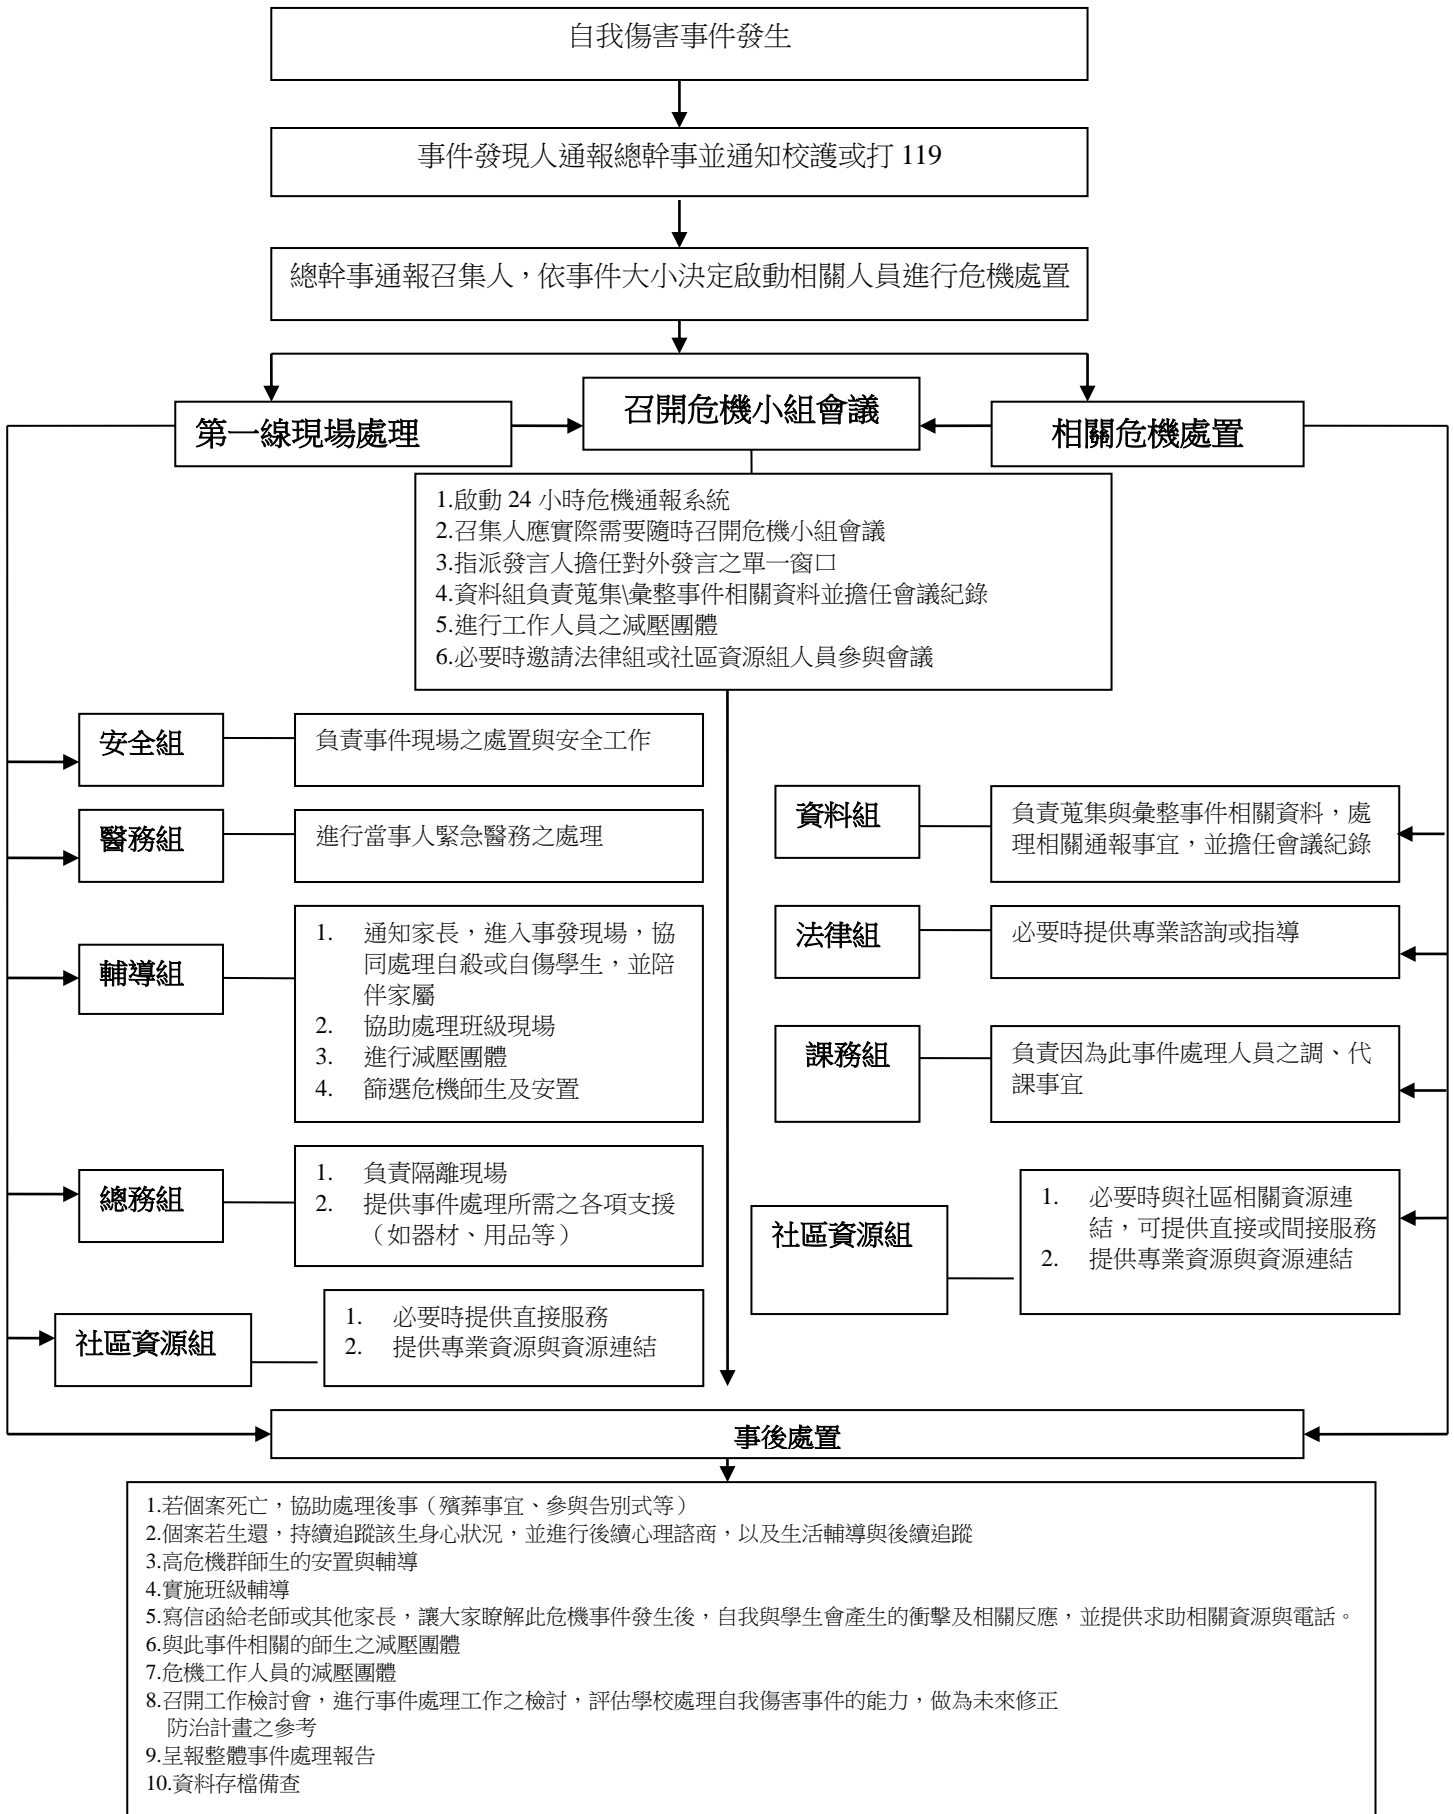 自我傷害事件發生
事件發現人通報總幹事並通知校護或打 119
總幹事通報召集人，依事件大小決定啟動相關人員進行危機處置
第一線現場處理
召開危機小組會議
相關危機處置
1.啟動 24 小時危機通報系統
2.召集人應實際需要隨時召開危機小組會議
3.指派發言人擔任對外發言之單一窗口
4.資料組負責蒐集\彙整事件相關資料並擔任會議紀錄
5.進行工作人員之減壓團體
6.必要時邀請法律組或社區資源組人員參與會議
安全組
負責事件現場之處置與安全工作
醫務組
進行當事人緊急醫務之處理
輔導組
1. 通知家長，進入事發現場，協
同處理自殺或自傷學生，並陪
伴家屬
2. 協助處理班級現場
3. 進行減壓團體
4. 篩選危機師生及安置
總務組
1. 負責隔離現場
2. 提供事件處理所需之各項支援
（如器材、用品等）
社區資源組
1. 必要時提供直接服務
2. 提供專業資源與資源連結
資料組
負責蒐集與彙整事件相關資料，處
理相關通報事宜，並擔任會議紀錄
法律組
必要時提供專業諮詢或指導
課務組
負責因為此事件處理人員之調、代
課事宜
社區資源組
1. 必要時與社區相關資源連
結，可提供直接或間接服務
2. 提供專業資源與資源連結
事後處置
1.若個案死亡，協助處理後事（殯葬事宜、參與告別式等）
2.個案若生還，持續追蹤該生身心狀況，並進行後續心理諮商，以及生活輔導與後續追蹤
3.高危機群師生的安置與輔導
4.實施班級輔導
5.寫信函給老師或其他家長，讓大家瞭解此危機事件發生後，自我與學生會產生的衝擊及相關反應，並提供求助相關資源與電話。
6.與此事件相關的師生之減壓團體
7.危機工作人員的減壓團體
8.召開工作檢討會，進行事件處理工作之檢討，評估學校處理自我傷害事件的能力，做為未來修正
防治計畫之參考
9.呈報整體事件處理報告
10.資料存檔備查